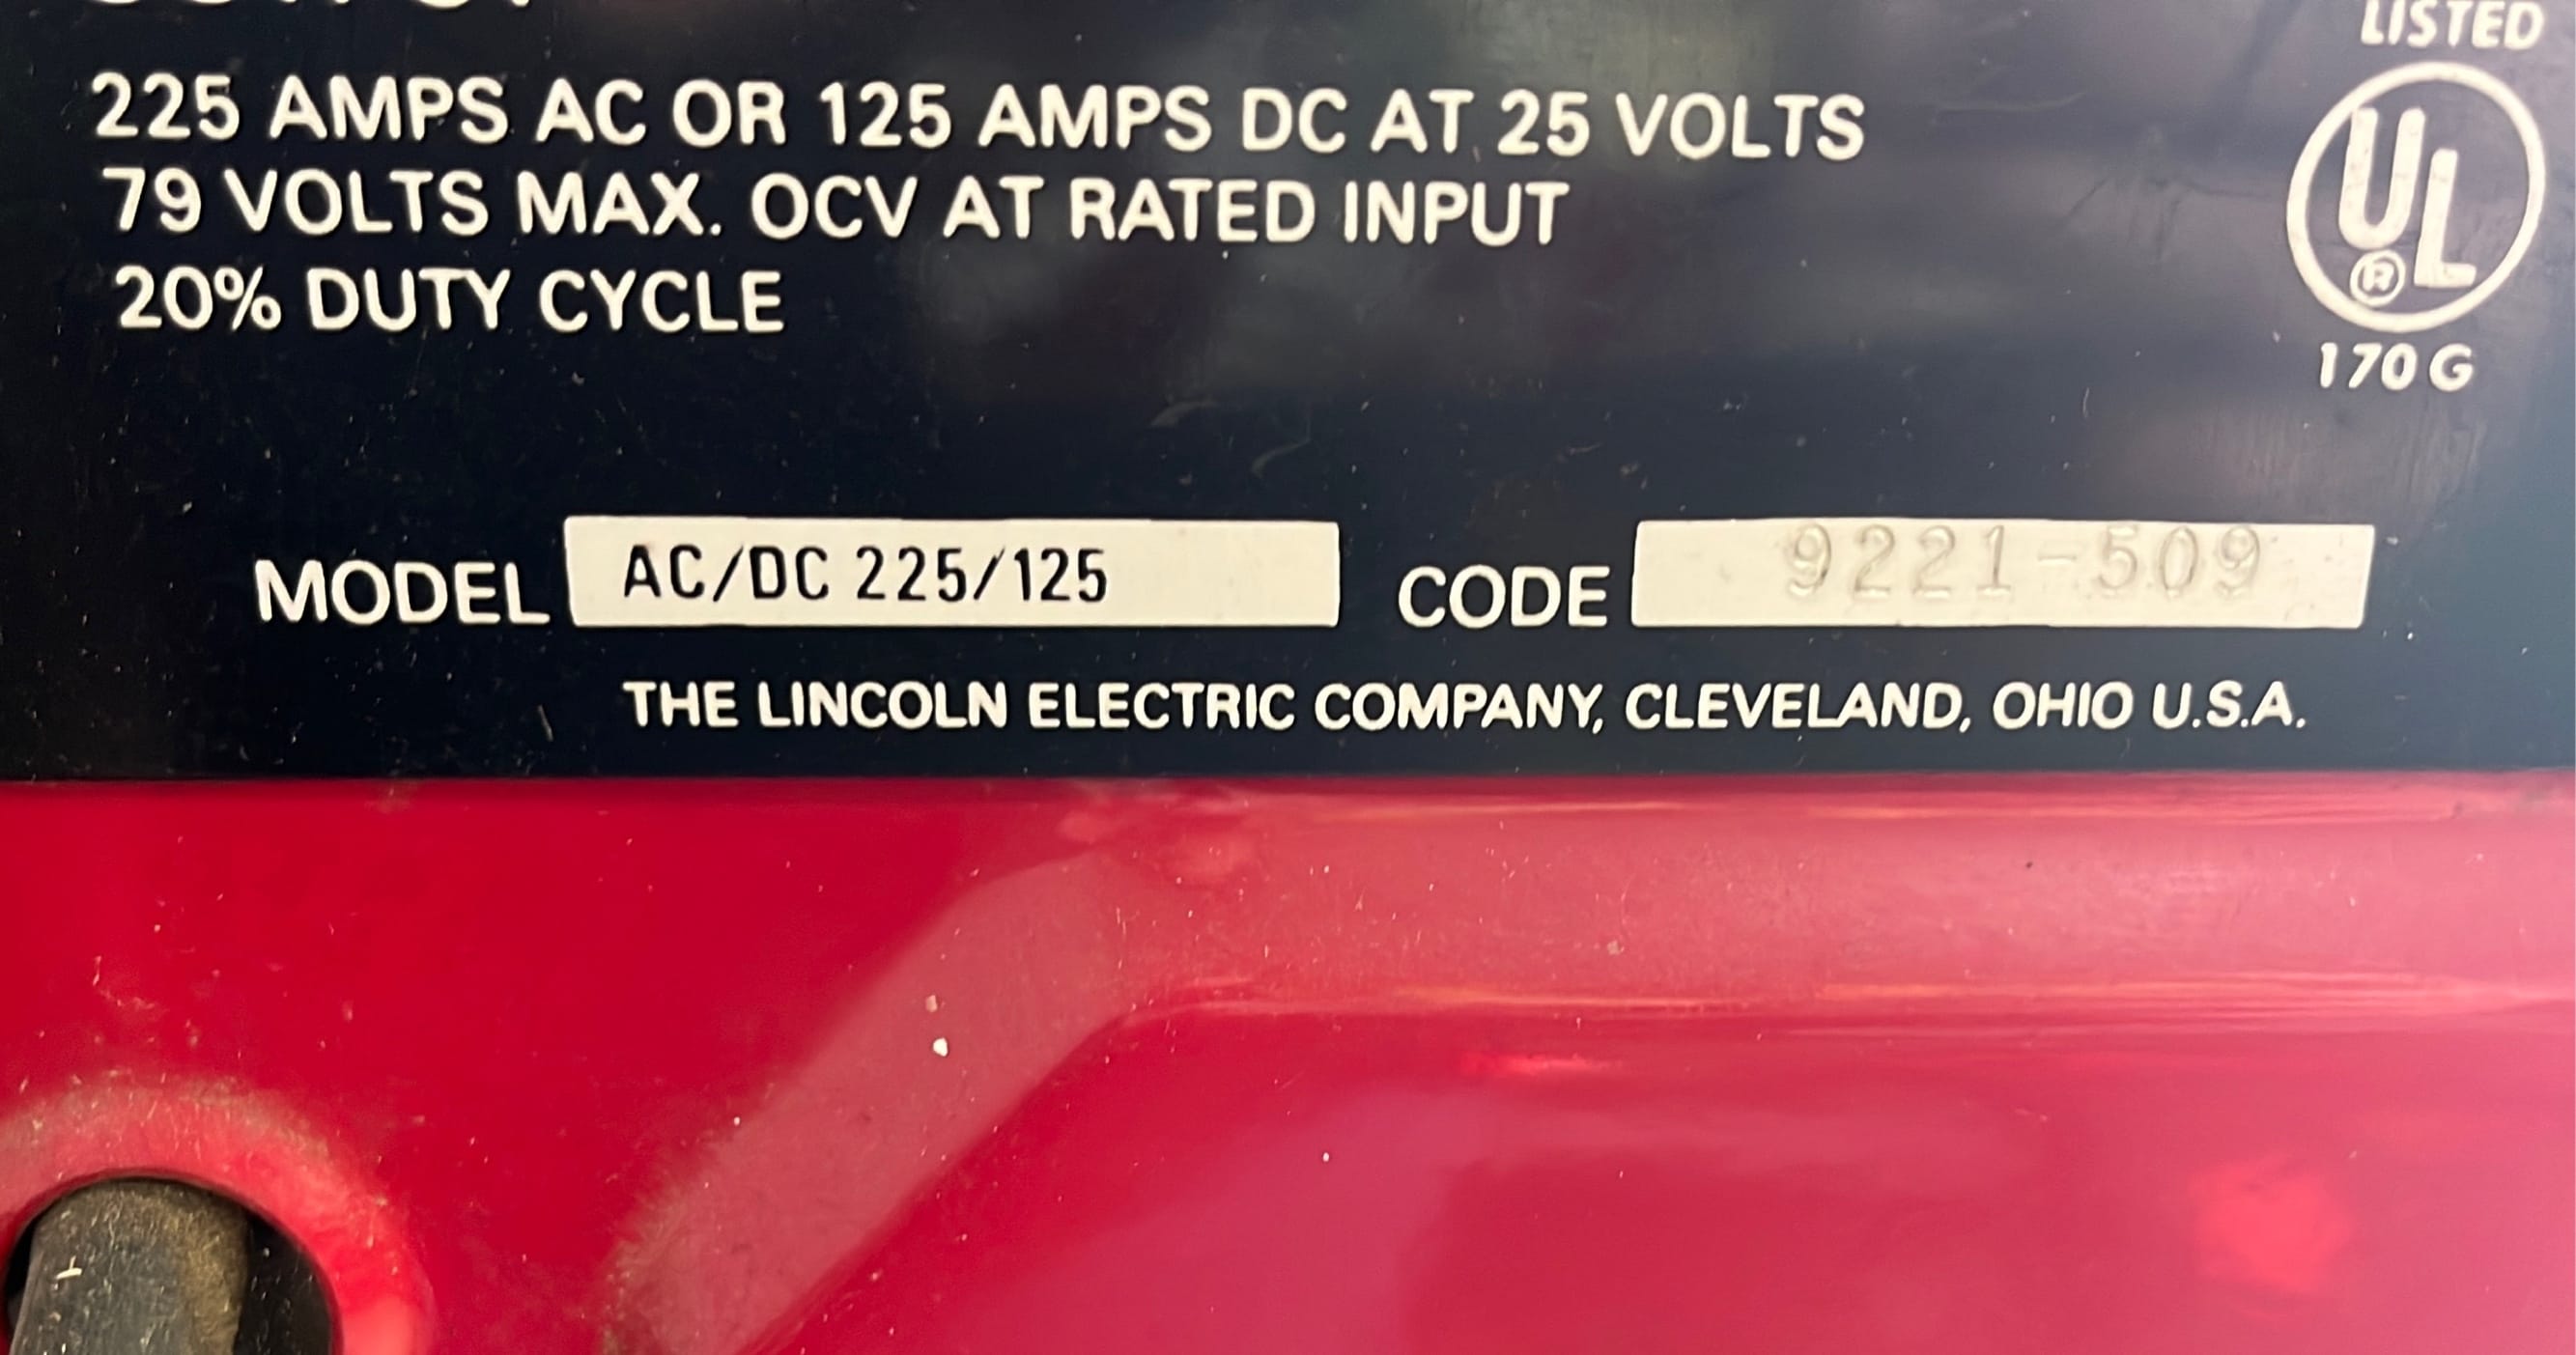 LISTED
225 AMPS AC OR 125 AMPS DC AT 25 VOLTS
79 VOLTS MAX. OCV AT RATED INPUT
20% DUTY CYCLE
UL
®
170 G
MODEL AC/DC 225/125 CODE 9221-509
THE LINCOLN ELECTRIC COMPANY, CLEVELAND, OHIO U.S.A.